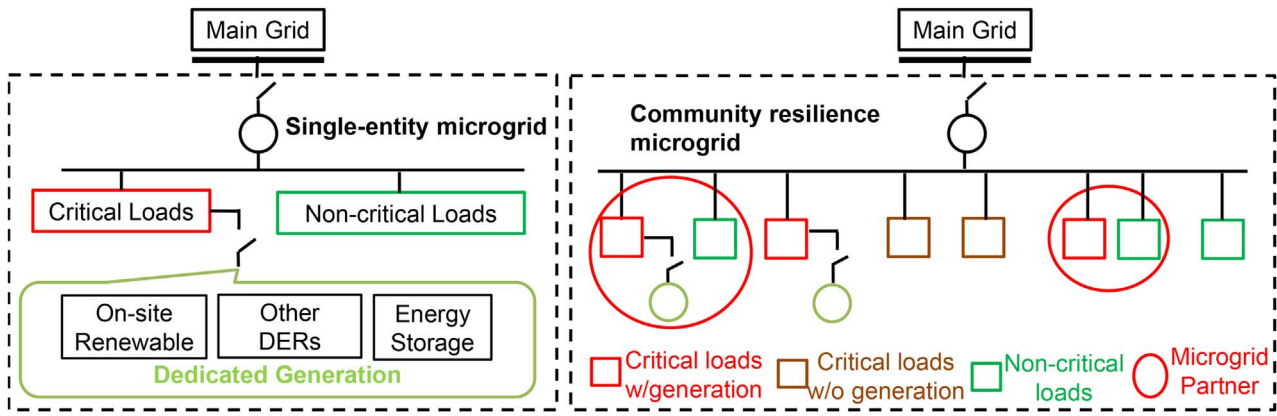 Main Grid
Single-entity microgrid
Critical Loads
Non-critical Loads
On-site
Renewable
Other
DERs
Energy
Storage
Dedicated Generation
Main Grid
Community resilience
microgrid
Critical loads
w/generation
Critical loads
w/o generation
Non-critical
loads
Microgrid
Partner